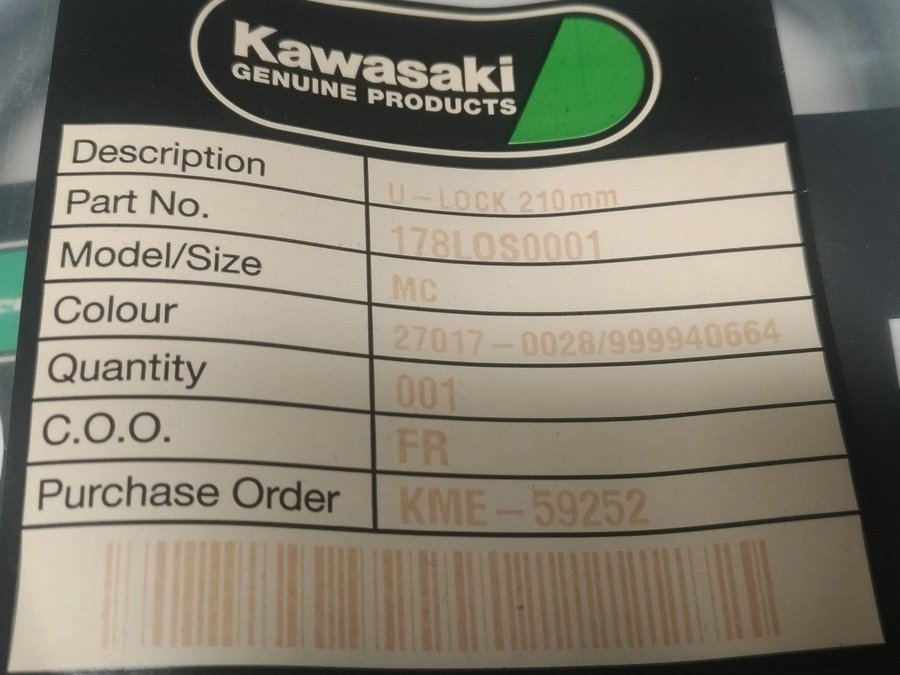 Kawasaki
GENUINE PRODUCTS
Description U-LOCK 210mm
Part No. 178LOS0001
Model/Size MC
Colour 27017-0028/999940664
Quantity 001
C.O.O. FR
Purchase Order KME-59252